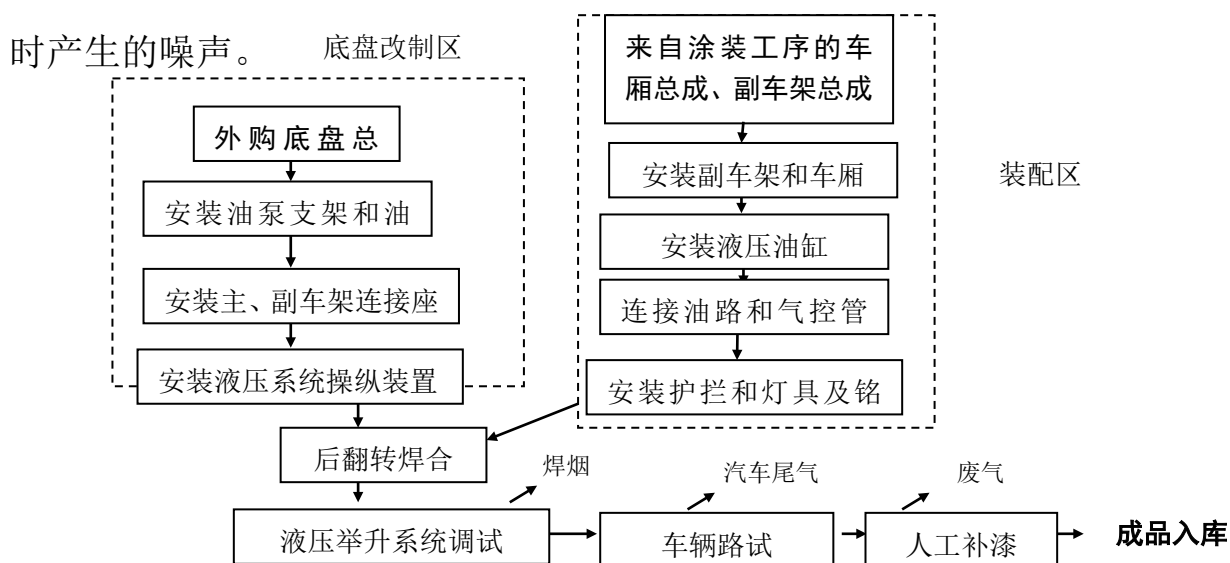 时产生的噪声。
底盘改制区
外购底盘总
安装油泵支架和油
安装主、副车架连接座
安装液压系统操纵装置
来自涂装工序的车
厢总成、副车架总成
安装副车架和车厢
安装液压油缸
连接油路和气控管
安装护拦和灯具及铭
装配区
后翻转焊合
焊烟
液压举升系统调试
汽车尾气
车辆路试
废气
人工补漆
成品入库